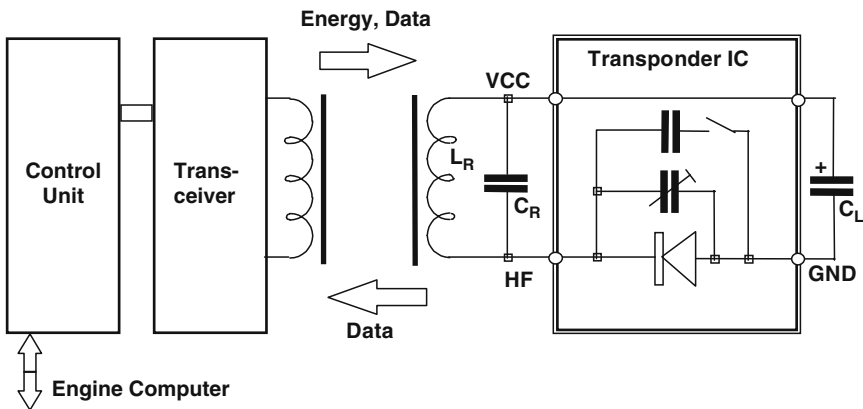 Energy, Data
Transponder IC
VCC
Control
Unit
Trans-
ceiver
L_R
C_R
+
C_L
HF
GND
Data
Engine Computer